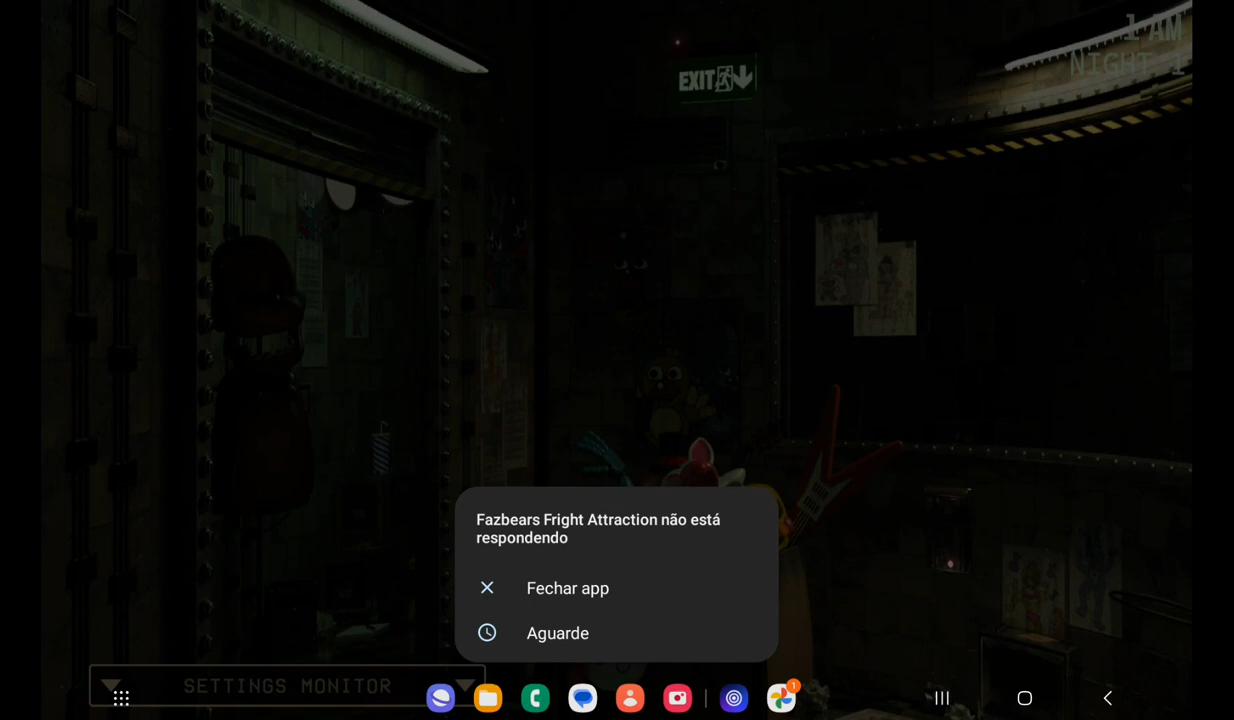 1 AM
NIGHT 1
EXIT
Fazbears Fright Attraction não está
respondendo
Fechar app
Aguarde
SETTINGS MONITOR
1